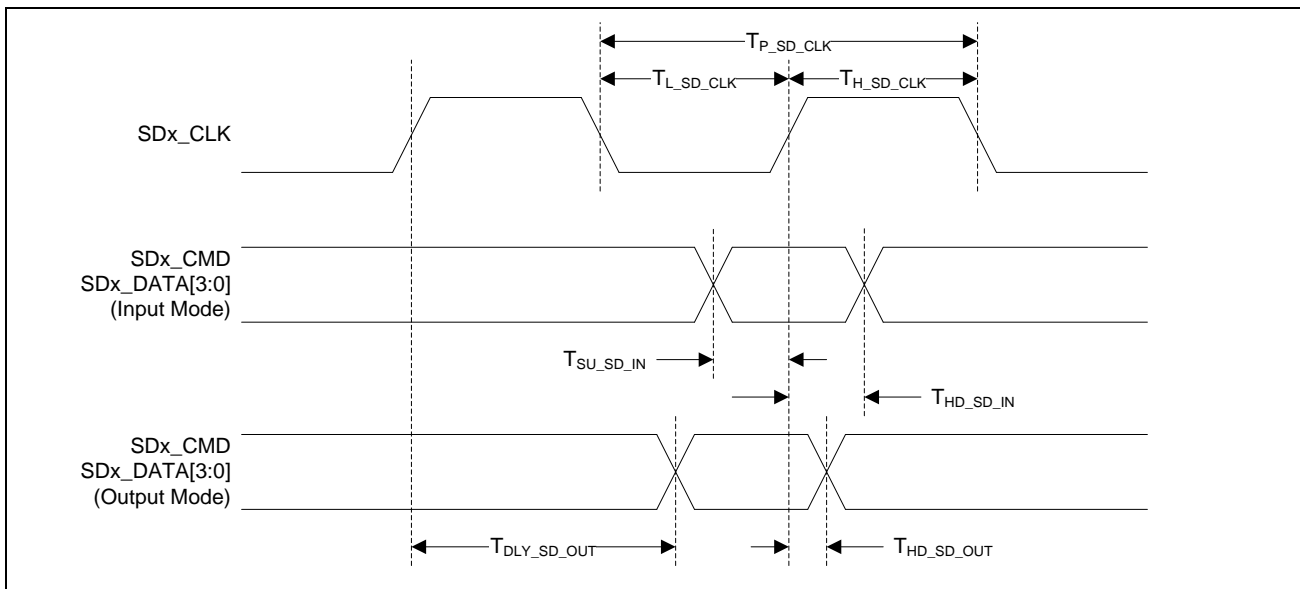 T_P_SD_CLK
T_L_SD_CLK
T_H_SD_CLK
SDx_CLK
SDx_CMD
SDx_DATA[3:0]
(Input Mode)
T_SU_SD_IN
T_HD_SD_IN
SDx_CMD
SDx_DATA[3:0]
(Output Mode)
T_DLY_SD_OUT
T_HD_SD_OUT